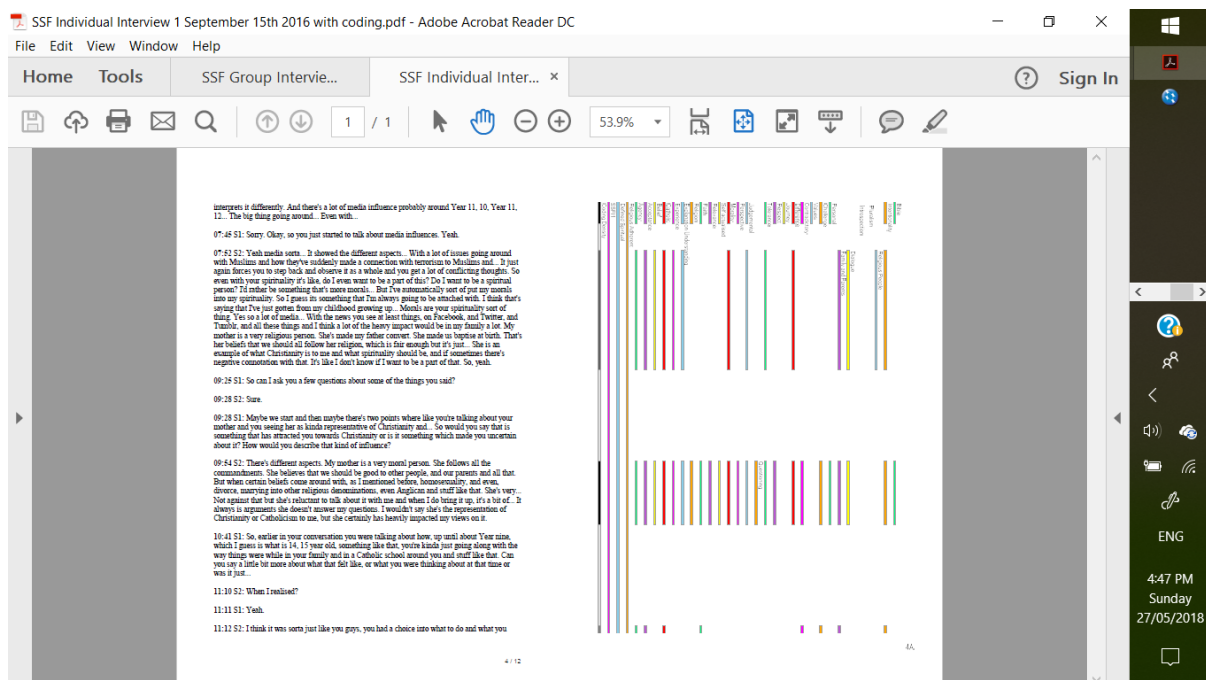 SSF Individual Interview 1 September 15th 2016 with coding.pdf - Adobe Acrobat Reader DC
File Edit View Window Help
Home Tools SSF Group Intervie... SSF Individual Inter... × Sign In
1 / 1 53.9%
interprets it differently. And there's a lot of media influence probably around Year 11, 10, Year 11,
12... The big thing going around... Even with...
07:45 S1: Sorry. Okay, so you just started to talk about media influences. Yeah.
07:52 S2: Yeah media sorta... It showed the different aspects... With a lot of issues going around
with Muslims and how they've suddenly made a connection with terrorism to Muslims and... It just
again forces you to step back and observe it as a whole and you get a lot of conflicting thoughts. So
even with your spirituality it's like, do I even want to be a part of this? Do I want to be a spiritual
person? I'd rather be something that's more morals... But I've automatically sort of put my morals
into my spirituality. So I guess its something that I'm always going to be attached with. I think that's
saying that I've just gotten from my childhood growing up... Morals are your spirituality sort of
thing. Yes so a lot of media... With the news you see at least things, on Facebook, and Twitter, and
Tumblr, and all these things and I think a lot of the heavy impact would be in my family a lot. My
mother is a very religious person. She's made my father convert. She made us baptise at birth. That's
her beliefs that we should all follow her religion, which is fair enough but it's just... She is an
example of what Christianity is to me and what spirituality should be, and if sometimes there's
negative connotation with that. It's like I don't know if I want to be a part of that. So, yeah.
09:25 S1: So can I ask you a few questions about some of the things you said?
09:28 S2: Sure.
09:28 S1: Maybe we start and then maybe there's two points where like you're talking about your
mother and you seeing her as kinda representative of Christianity and... So would you say that is
something that has attracted you towards Christianity or is it something which made you uncertain
about it? How would you describe that kind of influence?
09:54 S2: There's different aspects. My mother is a very moral person. She follows all the
commandments. She believes that we should be good to other people, and our parents and all that.
But when certain beliefs come around with, as I mentioned before, homosexuality, and even,
divorce, marrying into other religious denominations, even Anglican and stuff like that. She's very...
Not against that but she's reluctant to talk about it with me and when I do bring it up, it's a bit of... It
always is arguments she doesn't answer my questions. I wouldn't say she's the representation of
Christianity or Catholicism to me, but she certainly has heavily impacted my views on it.
10:41 S1: So, earlier in your conversation you were talking about how, up until about Year nine,
which I guess is what is 14, 15 year old, something like that, you're kinda just going along with the
way things were while in your family and in a Catholic school around you and stuff like that. Can
you say a little bit more about what that felt like, or what you were thinking about at that time or
was it just...
11:10 S2: When I realised?
11:11 S1: Yeah.
11:12 S2: I think it was sorta just like you guys, you had a choice into what to do and what you
4 / 12
Coding Density
Defined Spiritual
Religious Adherent
Catholic
Experience
Faith
Judgemental
Questioning
Contradictory
Values
Personal
Dialogue
Family and Parents
Religious People
Bible
4A
ENG
4:47 PM
Sunday
27/05/2018